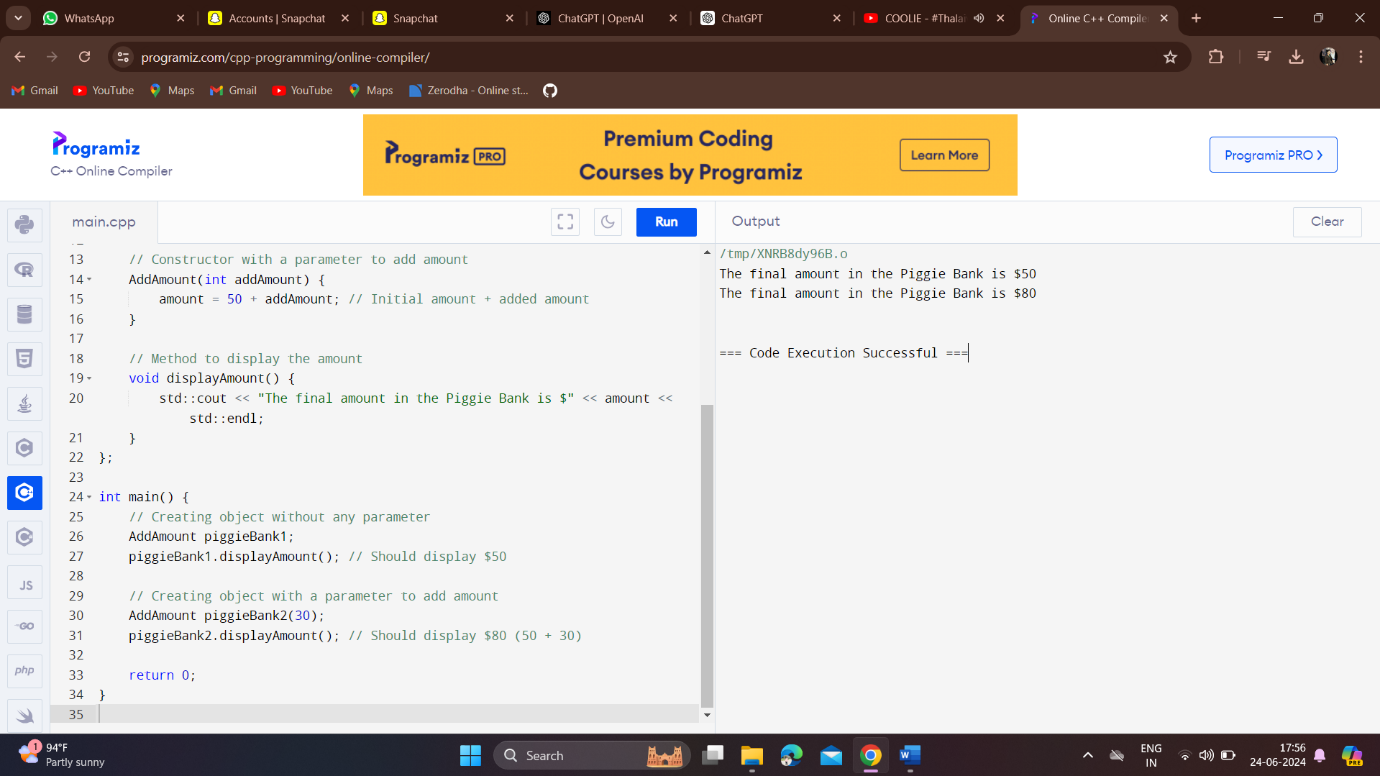 WhatsApp
Accounts | Snapchat
Snapchat
ChatGPT | OpenAI
ChatGPT
COOLIE - #Thala
Online C++ Compile
programiz.com/cpp-programming/online-compiler/
Gmail
YouTube
Maps
Gmail
YouTube
Maps
Zerodha - Online st...
Programiz
C++ Online Compiler
Programiz PRO
Premium Coding
Courses by Programiz
Learn More
Programiz PRO >
main.cpp
Run
13 // Constructor with a parameter to add amount
14 AddAmount(int addAmount) {
15 amount = 50 + addAmount; // Initial amount + added amount
16 }
17
18 // Method to display the amount
19 void displayAmount() {
20 std::cout << "The final amount in the Piggie Bank is $" << amount <<
std::endl;
21 }
22 };
23
24 int main() {
25 // Creating object without any parameter
26 AddAmount piggieBank1;
27 piggieBank1.displayAmount(); // Should display $50
28
29 // Creating object with a parameter to add amount
30 AddAmount piggieBank2(30);
31 piggieBank2.displayAmount(); // Should display $80 (50 + 30)
32
33 return 0;
34 }
35
Output
Clear
/tmp/XNRB8dy96B.o
The final amount in the Piggie Bank is $50
The final amount in the Piggie Bank is $80
=== Code Execution Successful ===
JS
GO
php
1
94°F
Partly sunny
Search
ENG
IN
17:56
24-06-2024
PRE